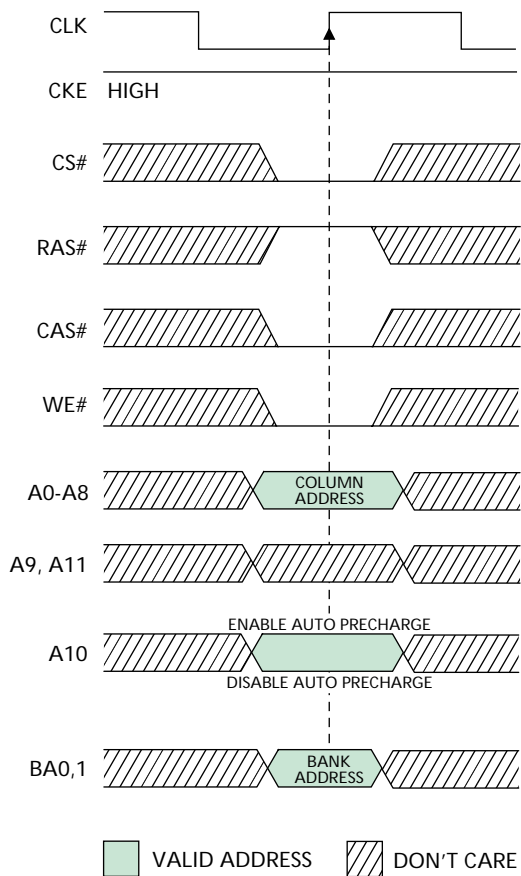 CLK
CKE HIGH
CS#
RAS#
CAS#
WE#
A0-A8 COLUMN
ADDRESS
A9, A11
ENABLE AUTO PRECHARGE
A10
DISABLE AUTO PRECHARGE
BA0,1 BANK
ADDRESS
VALID ADDRESS DON'T CARE